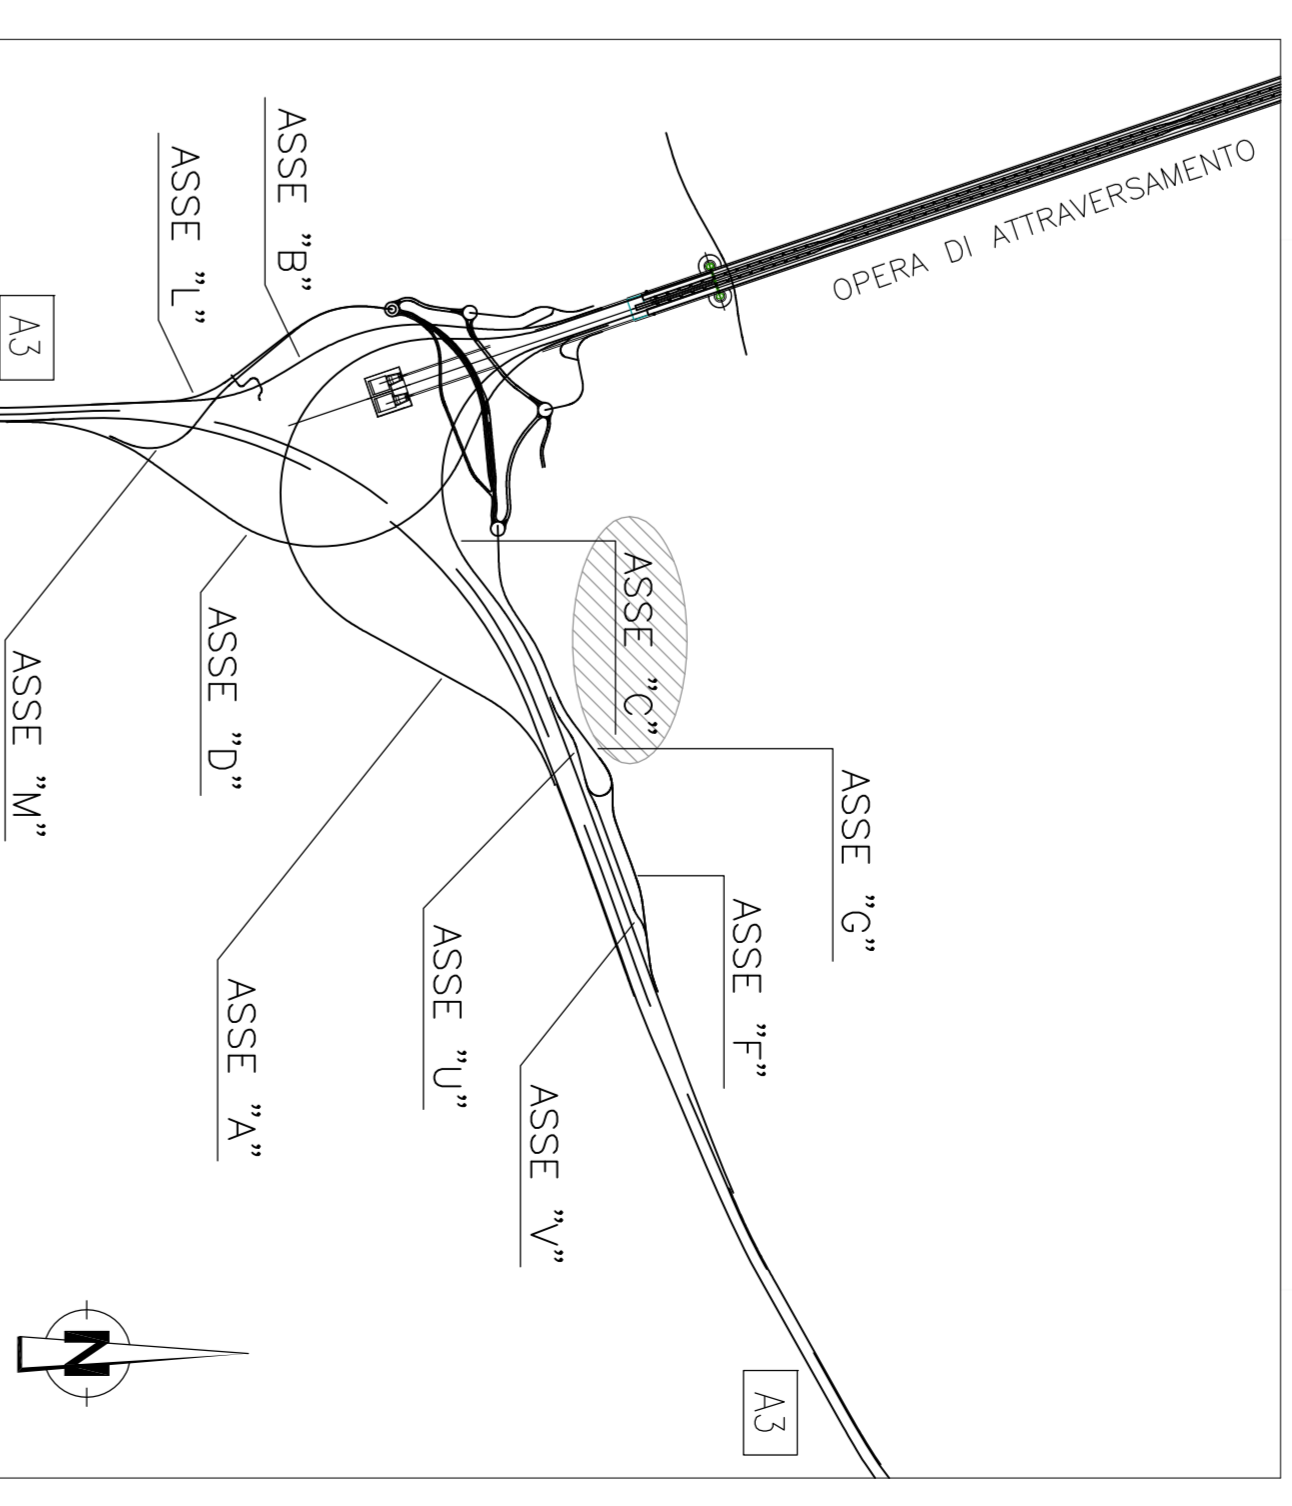 OPERA DI ATTRAVERSAMENTO
ASSE "B"
ASSE "L"
A3
ASSE "C"
ASSE "G"
ASSE "F"
ASSE "D"
ASSE "M"
ASSE "U"
ASSE "A"
ASSE "V"
A3
N